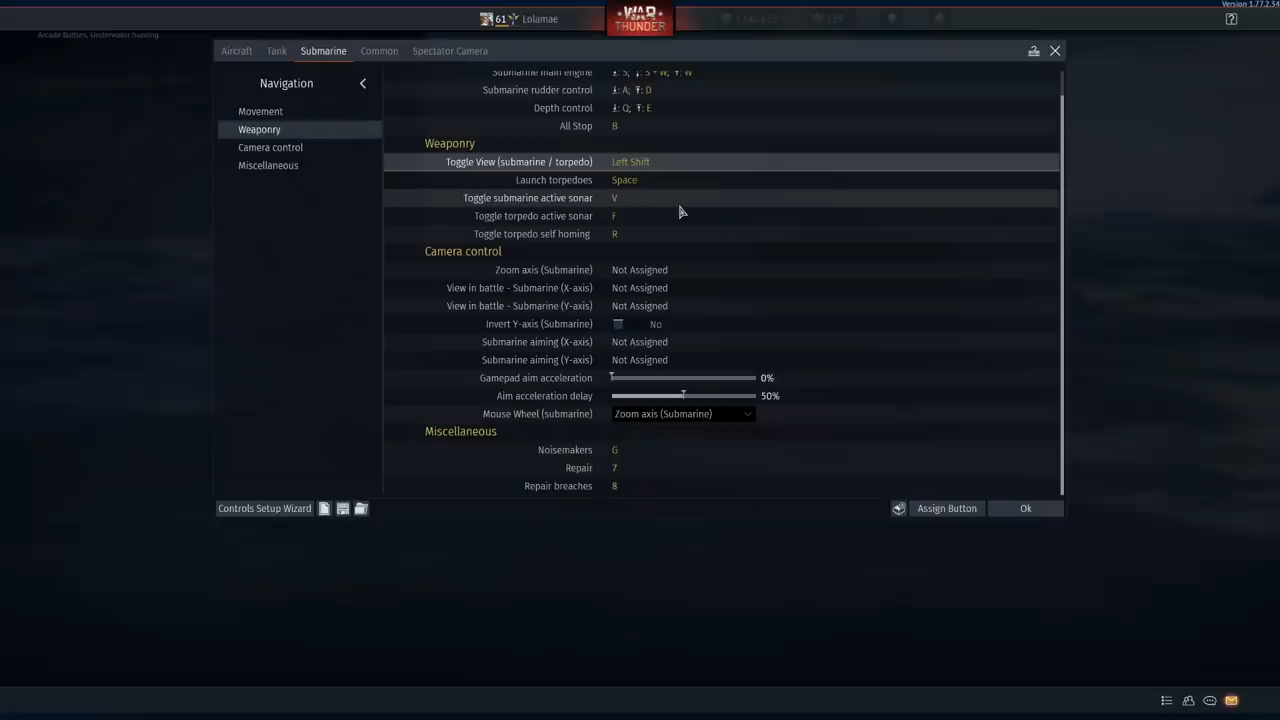 Version 1.77.2.34
61 Lolamae
WAR
THUNDER
Arcade Battles, Underwater hunting
Aircraft Tank Submarine Common Spectator Camera
Navigation
Movement
Weaponry
Camera control
Miscellaneous
Submarine main engine : S; : S + W; : W
Submarine rudder control : A; : D
Depth control : Q; : E
All Stop B
Weaponry
Toggle View (submarine / torpedo) Left Shift
Launch torpedoes Space
Toggle submarine active sonar V
Toggle torpedo active sonar F
Toggle torpedo self homing R
Camera control
Zoom axis (Submarine) Not Assigned
View in battle - Submarine (X-axis) Not Assigned
View in battle - Submarine (Y-axis) Not Assigned
Invert Y-axis (Submarine) No
Submarine aiming (X-axis) Not Assigned
Submarine aiming (Y-axis) Not Assigned
Gamepad aim acceleration 0%
Aim acceleration delay 50%
Mouse Wheel (submarine) Zoom axis (Submarine)
Miscellaneous
Noisemakers G
Repair 7
Repair breaches 8
Controls Setup Wizard Assign Button Ok